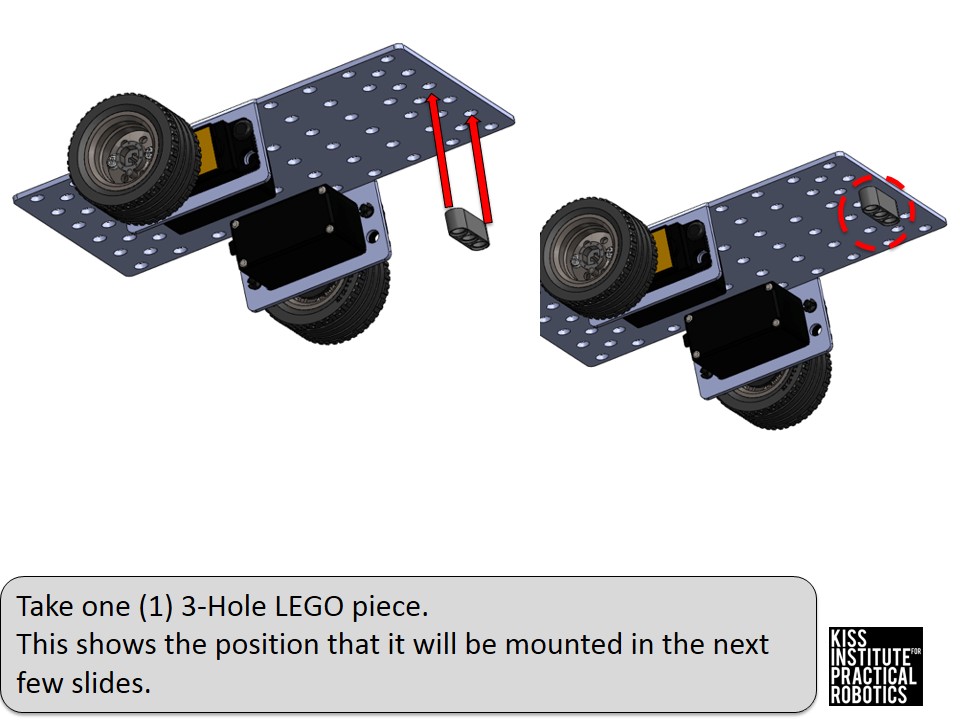 Take one (1) 3-Hole LEGO piece.
This shows the position that it will be mounted in the next
few slides.
KISS
INSTITUTE FOR
PRACTICAL
ROBOTICS